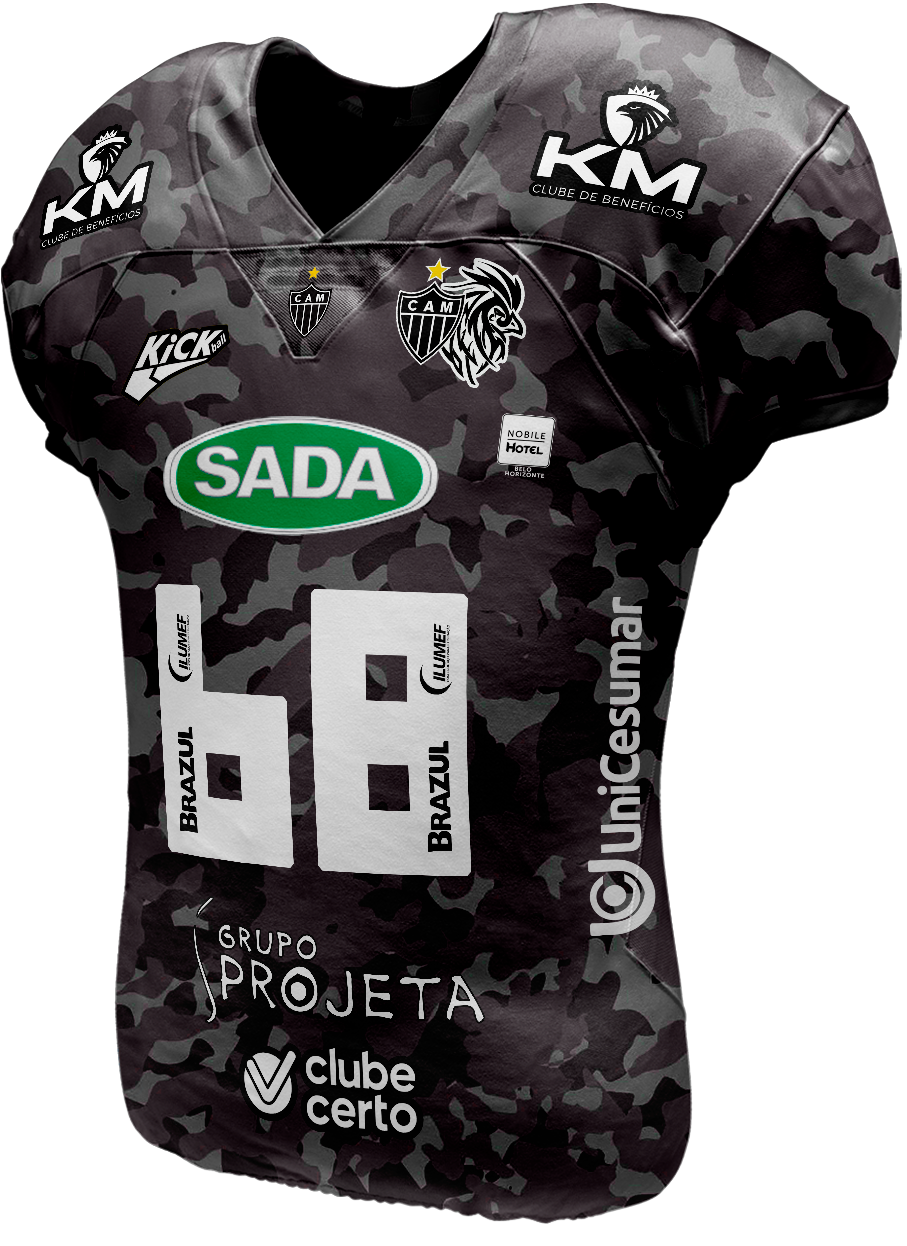 KM
CLUBE DE BENEFÍCIOS
KM
CLUBE DE BENEFÍCIOS
CAM
CAM
KiCK
ball
NOBILE
HOTEL
BELO
HORIZONTE
SADA
68
ILUMEF
ILUMEF
BRAZUL
BRAZUL
UniCesumar
GRUPO
PROJETA
clube
certo